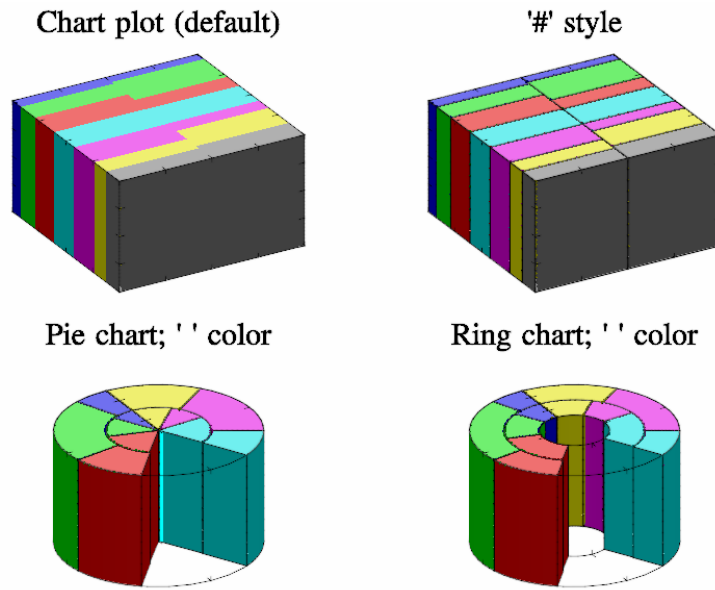 Chart plot (default)
'#' style
Pie chart; ' ' color
Ring chart; ' ' color